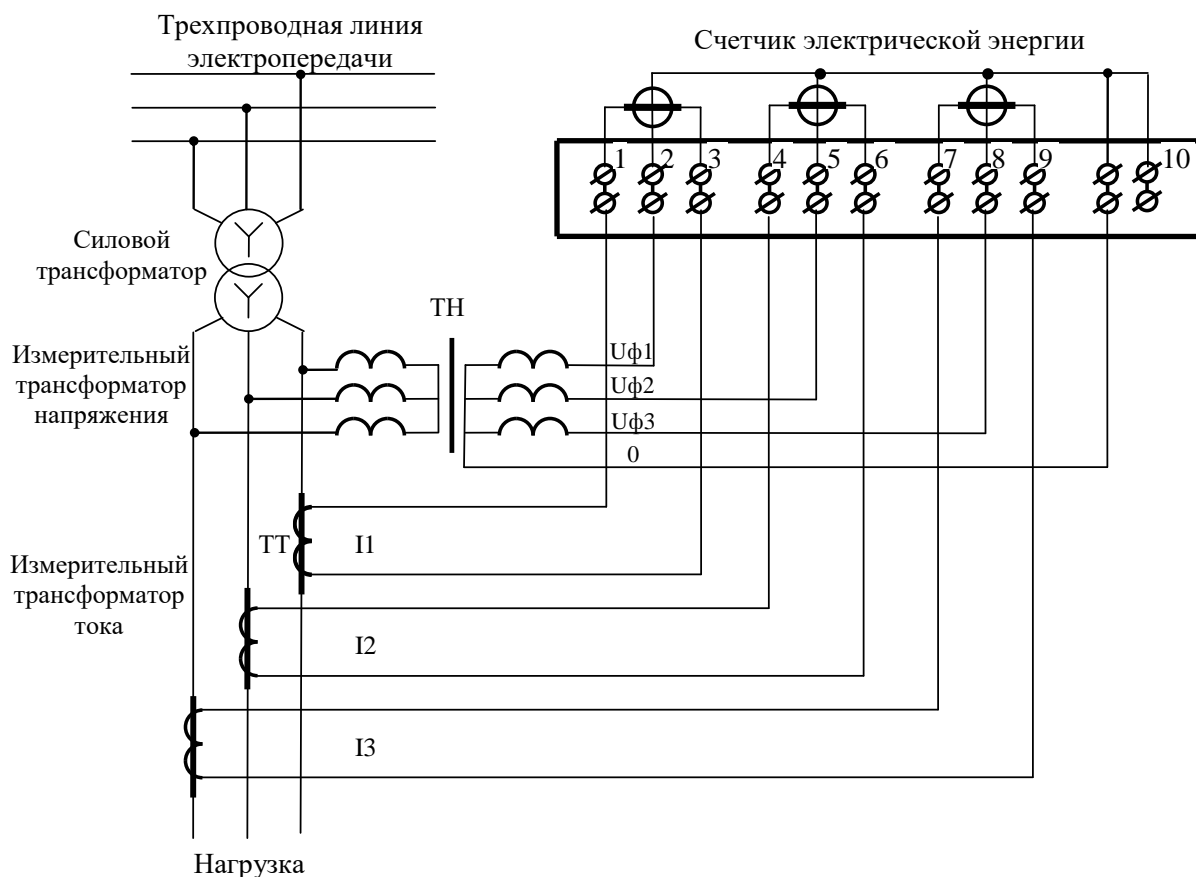 Трехпроводная линия
электропередачи
Счетчик электрической энергии
1 2 3 4 5 6 7 8 9 10
Силовой
трансформатор
ТН
Измерительный
трансформатор
напряжения
Uф1
Uф2
Uф3
0
ТТ
I1
Измерительный
трансформатор
тока
I2
I3
Нагрузка